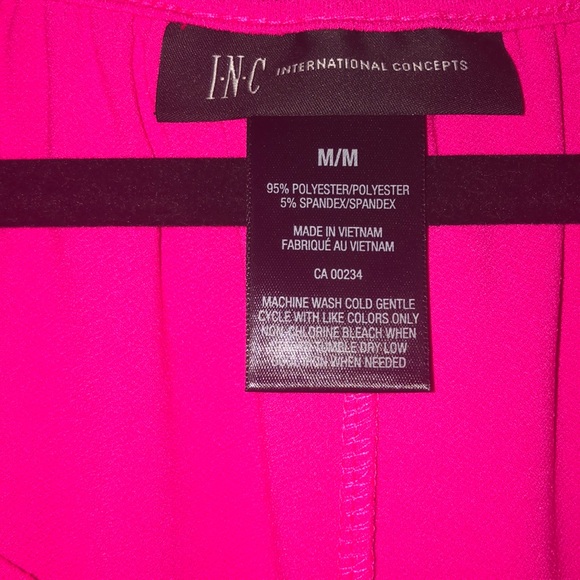 I·N·C INTERNATIONAL CONCEPTS
M/M
95% POLYESTER/POLYESTER
5% SPANDEX/SPANDEX
MADE IN VIETNAM
FABRIQUÉ AU VIETNAM
CA 00234
MACHINE WASH COLD GENTLE
CYCLE WITH LIKE COLORS ONLY
NON-CHLORINE BLEACH WHEN
TUMBLE DRY LOW
WHEN NEEDED